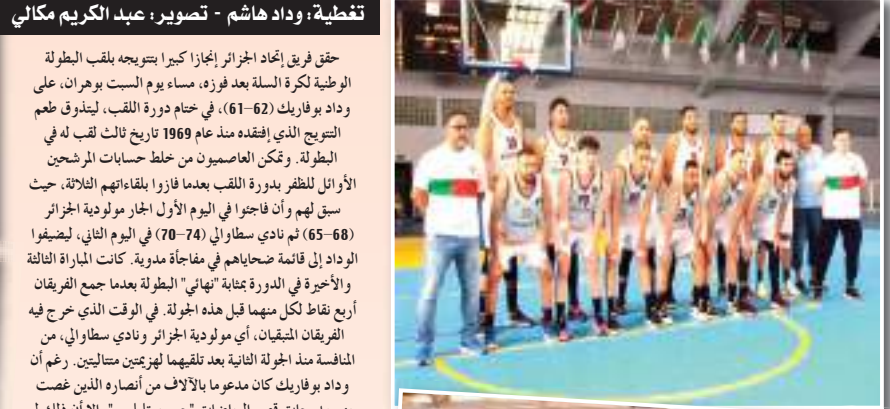 تغطية: وداد هاشم - تصوير: عبد الكريم مكالي
حقق فريق إتحاد الجزائر إنجازا كبيرا بتتويجه بلقب البطولة
الوطنية لكرة السلة بعد فوزه، مساء يوم السبت بوهران، على
وداد بوفاريك (62-61)، في ختام دورة اللقب، ليتذوق طعم
التتويج الذي إفتقده منذ عام 1969 تاريخ ثالث لقب له في
البطولة. وتمكن العاصميون من خلط حسابات المرشحين
الأوائل للظفر بدورة اللقب بعدما فازوا بلقاءاتهم الثلاثة، حيث
سبق لهم وأن فاجئوا في اليوم الأول الجار مولودية الجزائر
(68-65) ثم نادي سطاوالي (74-70) في اليوم الثاني، ليضيفوا
الوداد إلى قائمة ضحاياهم في مفاجأة مدوية. كانت المباراة الثالثة
والأخيرة في الدورة بمثابة "نهائي" البطولة بعدما جمع الفريقان
أربع نقاط لكل منهما قبل هذه الجولة. في الوقت الذي خرج فيه
الفريقان المتبقيان، أي مولودية الجزائر ونادي سطاوالي، من
المنافسة منذ الجولة الثانية بعد تلقيهما لهزيمتين متتاليتين. رغم أن
وداد بوفاريك كان مدعوما بالآلاف من أنصاره الذين غصت